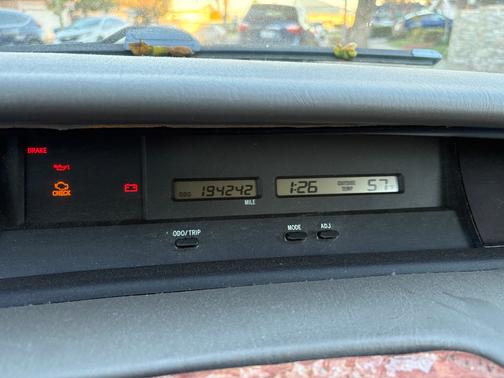 BRAKE
CHECK
ODO 194242
MILE
1:26 OUTSIDE TEMP 57
ODO/TRIP
MODE ADJ